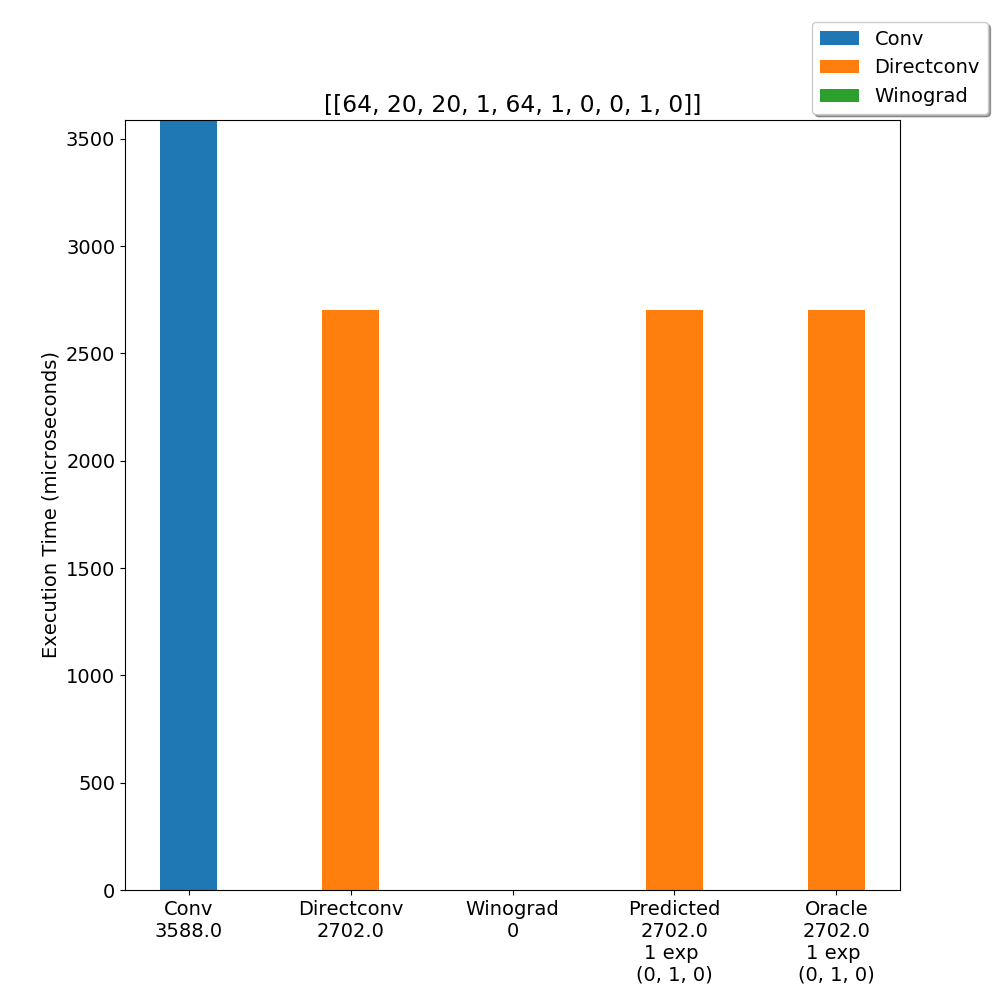 Conv
Directconv
Winograd
[[64, 20, 20, 1, 64, 1, 0, 0, 1, 0]]
Execution Time (microseconds)
3500
3000
2500
2000
1500
1000
500
0
Conv
3588.0
Directconv
2702.0
Winograd
0
Predicted
2702.0
1 exp
(0, 1, 0)
Oracle
2702.0
1 exp
(0, 1, 0)